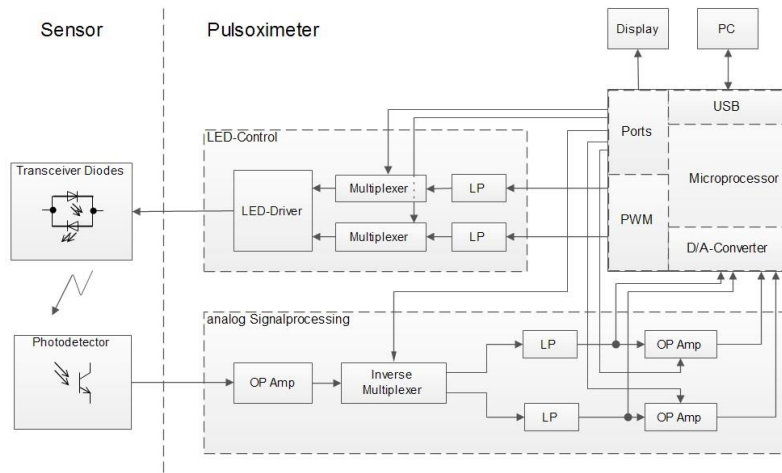 Sensor
Pulsoximeter
Display
PC
USB
Ports
Microprocessor
PWM
D/A-Converter
LED-Control
Transceiver Diodes
LED-Driver
Multiplexer
LP
Multiplexer
LP
analog Signalprocessing
Photodetector
OP Amp
Inverse
Multiplexer
LP
OP Amp
LP
OP Amp